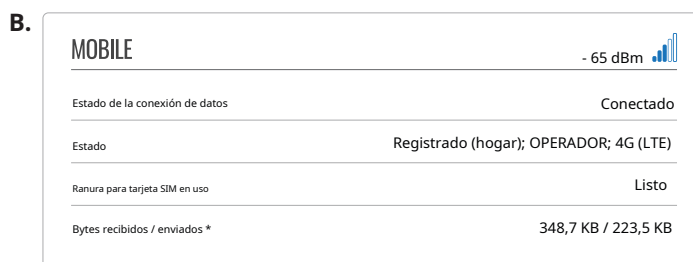 B.
MOBILE - 65 dBm
Estado de la conexión de datos Conectado
Estado Registrado (hogar); OPERADOR; 4G (LTE)
Ranura para tarjeta SIM en uso Listo
Bytes recibidos / enviados * 348,7 KB / 223,5 KB